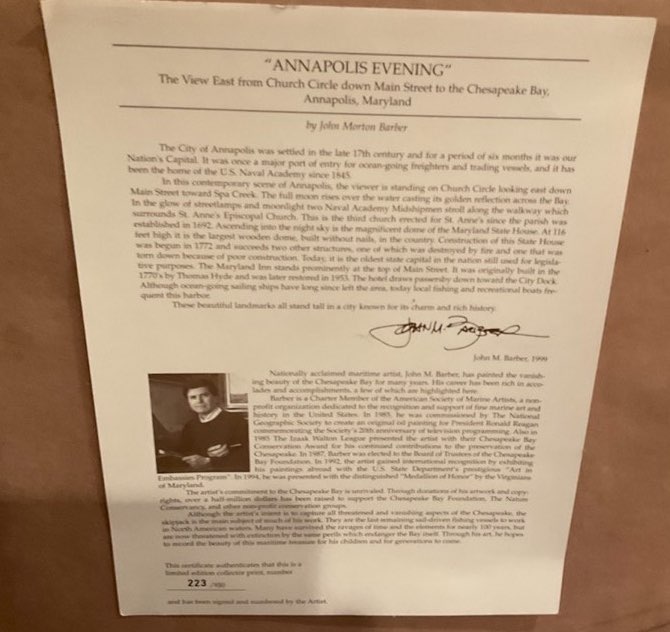 "ANNAPOLIS EVENING"
The View East from Church Circle down Main Street to the Chesapeake Bay,
Annapolis, Maryland
by John Morton Barber
The City of Annapolis was settled in the late 17th century and for a period of six months it was our
Nation's Capital. It was once a major port of entry for ocean-going freighters and trading vessels, and it has
been the home of the U.S. Naval Academy since 1845.
In this contemporary scene of Annapolis, the viewer is standing on Church Circle looking east down
Main Street toward Spa Creek. The full moon rises over the water casting its golden reflection across the Bay.
In the glow of streetlamps and moonlight two Naval Academy Midshipmen stroll along the walkway which
surrounds St. Anne's Episcopal Church. This is the third church erected for St. Anne's since the parish was
established in 1692. Ascending into the night sky is the magnificent dome of the Maryland State House. At 116
feet high it is the largest wooden dome, built without nails, in the country. Construction of this State House
was begun in 1772 and succeeds two other structures, one of which was destroyed by fire and one that was
torn down because of poor construction. Today, it is the oldest state capital in the nation still used for legisla-
tive purposes. The Maryland Inn stands prominently at the top of Main Street. It was originally built in the
1770's by Thomas Hyde and was later restored in 1953. The hotel draws passersby down toward the City Dock.
Although ocean-going sailing ships have long since left the area, today local fishing and recreational boats fre-
quent this harbor.
These beautiful landmarks all stand tall in a city known for its charm and rich history.
John M. Barber
John M. Barber, 1999
Nationally acclaimed maritime artist, John M. Barber, has painted the vanish-
ing beauty of the Chesapeake Bay for many years. His career has been rich in acco-
lades and accomplishments, a few of which are highlighted here.
Barber is a Charter Member of the American Society of Marine Artists, a non-
profit organization dedicated to the recognition and support of fine marine art and
history in the United States. In 1985, he was commissioned by The National
Geographic Society to create an original oil painting for President Ronald Reagan
commemorating the Society's 20th anniversary of television programming. Also in
1985 The Izaak Walton League presented the artist with their Chesapeake Bay
Conservation Award for his continued contributions to the preservation of the
Chesapeake. In 1987, Barber was elected to the Board of Trustees of the Chesapeake
Bay Foundation. In 1992, the artist gained international recognition by exhibiting
his paintings abroad with the U.S. State Department's prestigious "Art in
Embassies Program". In 1994, he was presented with the distinguished "Medallion of Honor" by the Virginians
of Maryland.
The artist's commitment to the Chesapeake Bay is unrivaled. Through donations of his artwork and copy-
rights, over a half-million dollars has been raised to support the Chesapeake Bay Foundation, The Nature
Conservancy, and other non-profit conservation groups.
Although the artist's intent is to capture all threatened and vanishing aspects of the Chesapeake, the
skipjack is the main subject of much of his work. They are the last remaining sail-driven fishing vessels to work
in North American waters. Many have survived the ravages of time and the elements for nearly 100 years, but
are now threatened with extinction by the same perils which endanger the Bay itself. Through his art, he hopes
to record the beauty of this maritime treasure for his children and for generations to come.
This certificate authenticates that this is a
limited edition collector print, number
223 /950
and has been signed and numbered by the Artist.